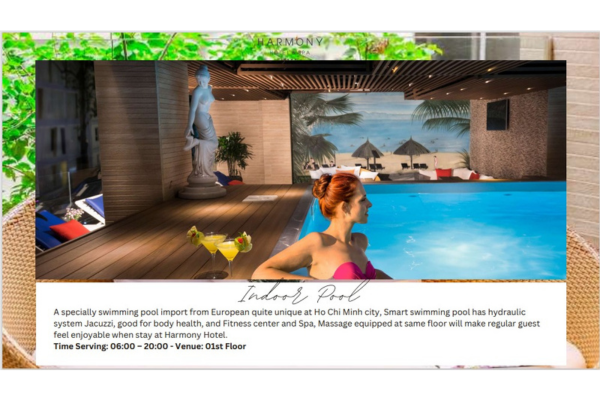 HARMONY
Indoor Pool
A specially swimming pool import from European quite unique at Ho Chi Minh city, Smart swimming pool has hydraulic
system Jacuzzi, good for body health, and Fitness center and Spa, Massage equipped at same floor will make regular guest
feel enjoyable when stay at Harmony Hotel.
Time Serving: 06:00 – 20:00 - Venue: 01st Floor